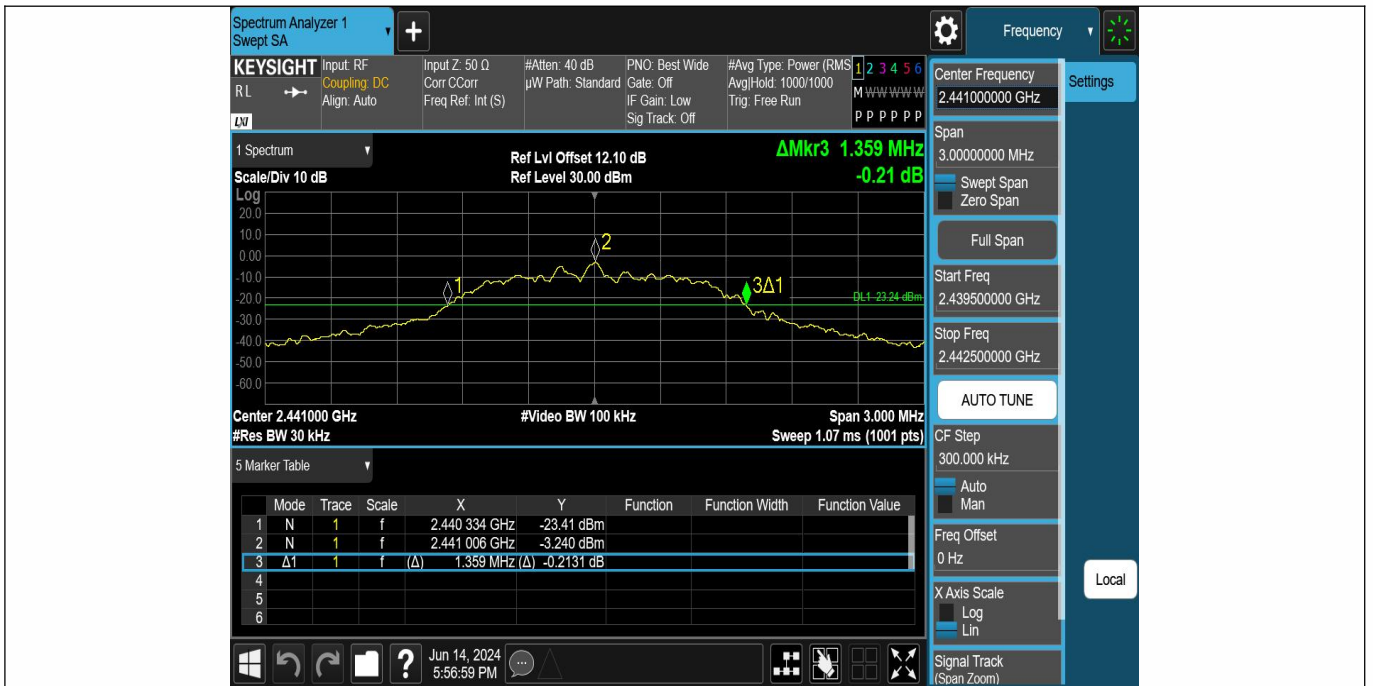 Spectrum Analyzer 1
Swept SA
+
Frequency
KEYSIGHT
RL
LXI
Input: RF
Coupling: DC
Align: Auto
Input Z: 50 Ω
Corr CCorr
Freq Ref: Int (S)
#Atten: 40 dB
µW Path: Standard
PNO: Best Wide
Gate: Off
IF Gain: Low
Sig Track: Off
#Avg Type: Power (RMS
Avg|Hold: 1000/1000
Trig: Free Run
1 2 3 4 5 6
M W W W W W
P P P P P P
1 Spectrum
Scale/Div 10 dB
Ref Lvl Offset 12.10 dB
Ref Level 30.00 dBm
ΔMkr3 1.359 MHz
-0.21 dB
Log
20.0
10.0
0.00
-10.0
-20.0
-30.0
-40.0
-50.0
-60.0
1
2
3Δ1
DL1 -23.24 dBm
Center 2.441000 GHz
#Res BW 30 kHz
#Video BW 100 kHz
Span 3.000 MHz
Sweep 1.07 ms (1001 pts)
5 Marker Table
Mode Trace Scale X Y Function Function Width Function Value
1 N 1 f 2.440 334 GHz -23.41 dBm
2 N 1 f 2.441 006 GHz -3.240 dBm
3 Δ1 1 f (Δ) 1.359 MHz (Δ) -0.2131 dB
4
5
6
?
Jun 14, 2024
5:56:59 PM
Center Frequency
2.441000000 GHz
Settings
Span
3.00000000 MHz
Swept Span
Zero Span
Full Span
Start Freq
2.439500000 GHz
Stop Freq
2.442500000 GHz
AUTO TUNE
CF Step
300.000 kHz
Auto
Man
Freq Offset
0 Hz
Local
X Axis Scale
Log
Lin
Signal Track
(Span Zoom)